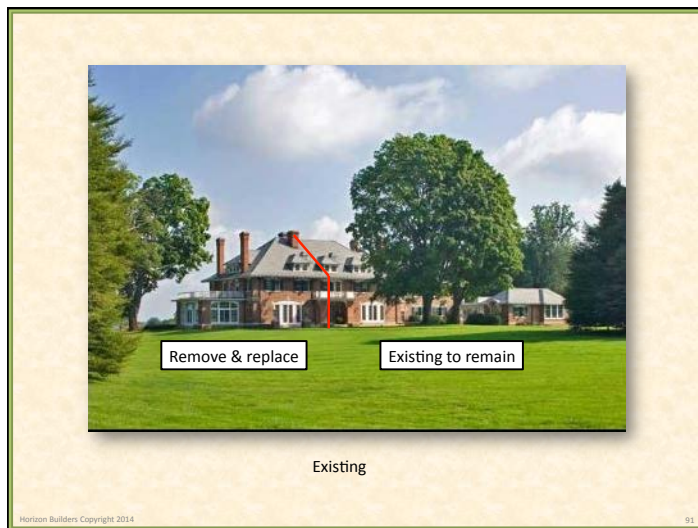 Remove & replace
Existing to remain
Existing
Horizon Builders Copyright 2014
91